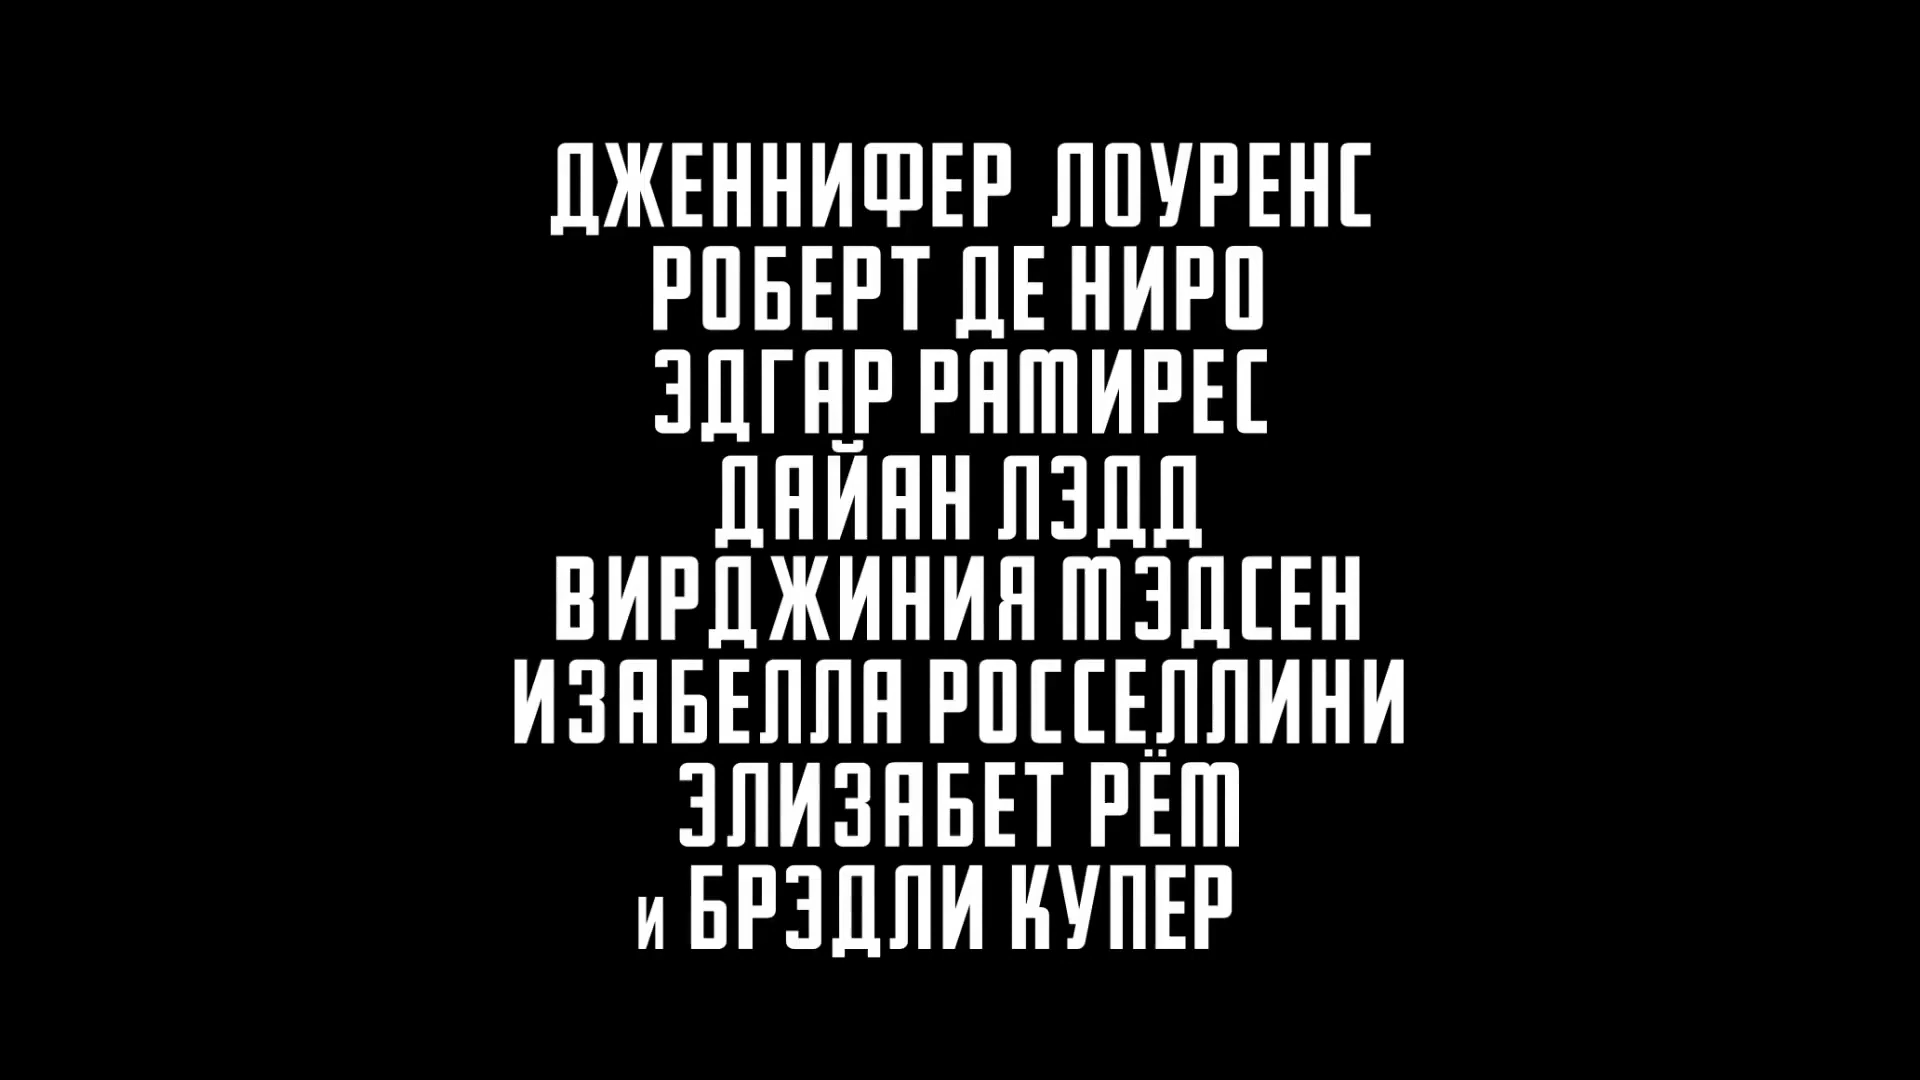 ДЖЕННИФЕР ЛОУРЕНС
РОБЕРТ ДЕ НИРО
ЭДГАР РАМИРЕС
ДАЙАН ЛЭДД
ВИРДЖИНИЯ МЭДСЕН
ИЗАБЕЛЛА РОССЕЛЛИНИ
ЭЛИЗАБЕТ РЁМ
и БРЭДЛИ КУПЕР